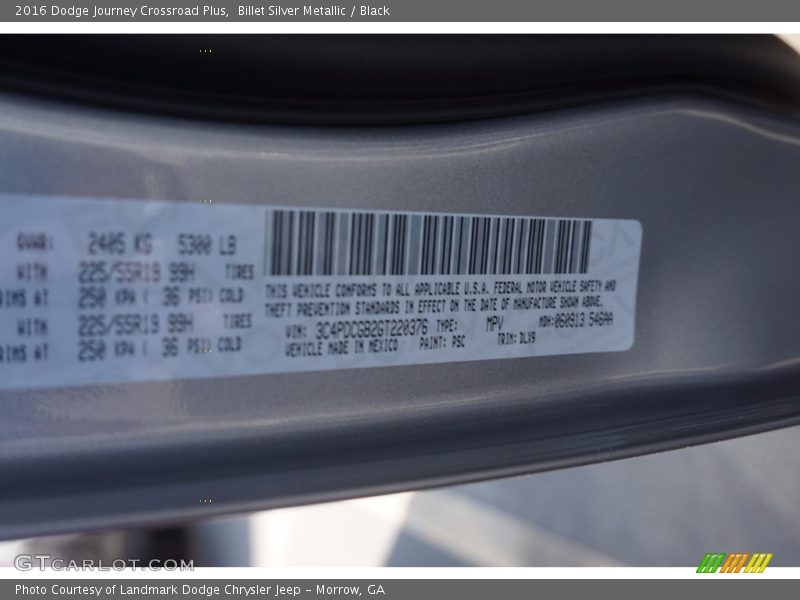 2016 Dodge Journey Crossroad Plus,  Billet Silver Metallic / Black
GVWR: 2405 KG 5300 LB
WITH 225/55R19 99H TIRES
RIMS AT 250 KPA ( 36 PSI) COLD
WITH 225/55R19 99H TIRES
RIMS AT 250 KPA ( 36 PSI) COLD
THIS VEHICLE CONFORMS TO ALL APPLICABLE U.S.A. FEDERAL MOTOR VEHICLE SAFETY AND
THEFT PREVENTION STANDARDS IN EFFECT ON THE DATE OF MANUFACTURE SHOWN ABOVE.
VIN: 3C4PDCGB2GT220376 TYPE: MPV MDH:060913 546AA
VEHICLE MADE IN MEXICO PAINT: PSC TRIM:DLX9
GTcarlot.com
Photo Courtesy of Landmark Dodge Chrysler Jeep – Morrow, GA